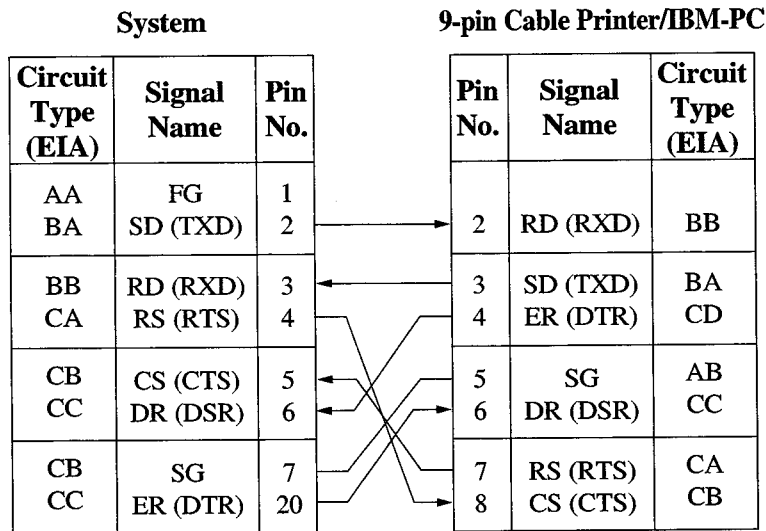 System 9-pin Cable Printer/IBM-PC
Circuit Type (EIA) Signal Name Pin No. Pin No. Signal Name Circuit Type (EIA)
AA FG 1
BA SD (TXD) 2 2 RD (RXD) BB
BB RD (RXD) 3 3 SD (TXD) BA
CA RS (RTS) 4 4 ER (DTR) CD
CB CS (CTS) 5 5 SG AB
CC DR (DSR) 6 6 DR (DSR) CC
CB SG 7 7 RS (RTS) CA
CC ER (DTR) 20 8 CS (CTS) CB